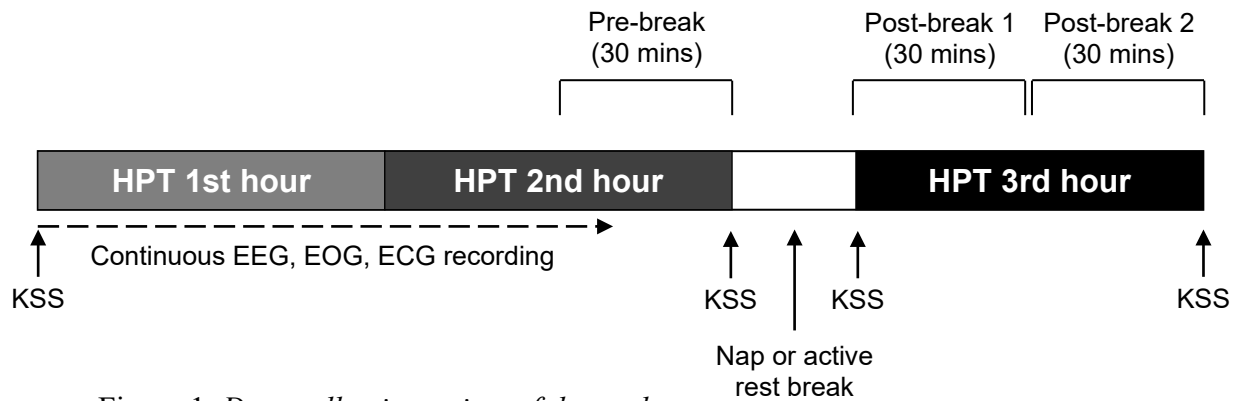 Pre-break
(30 mins)
Post-break 1
(30 mins)
Post-break 2
(30 mins)
HPT 1st hour
HPT 2nd hour
HPT 3rd hour
Continuous EEG, EOG, ECG recording
KSS
KSS
KSS
KSS
Nap or active
rest break